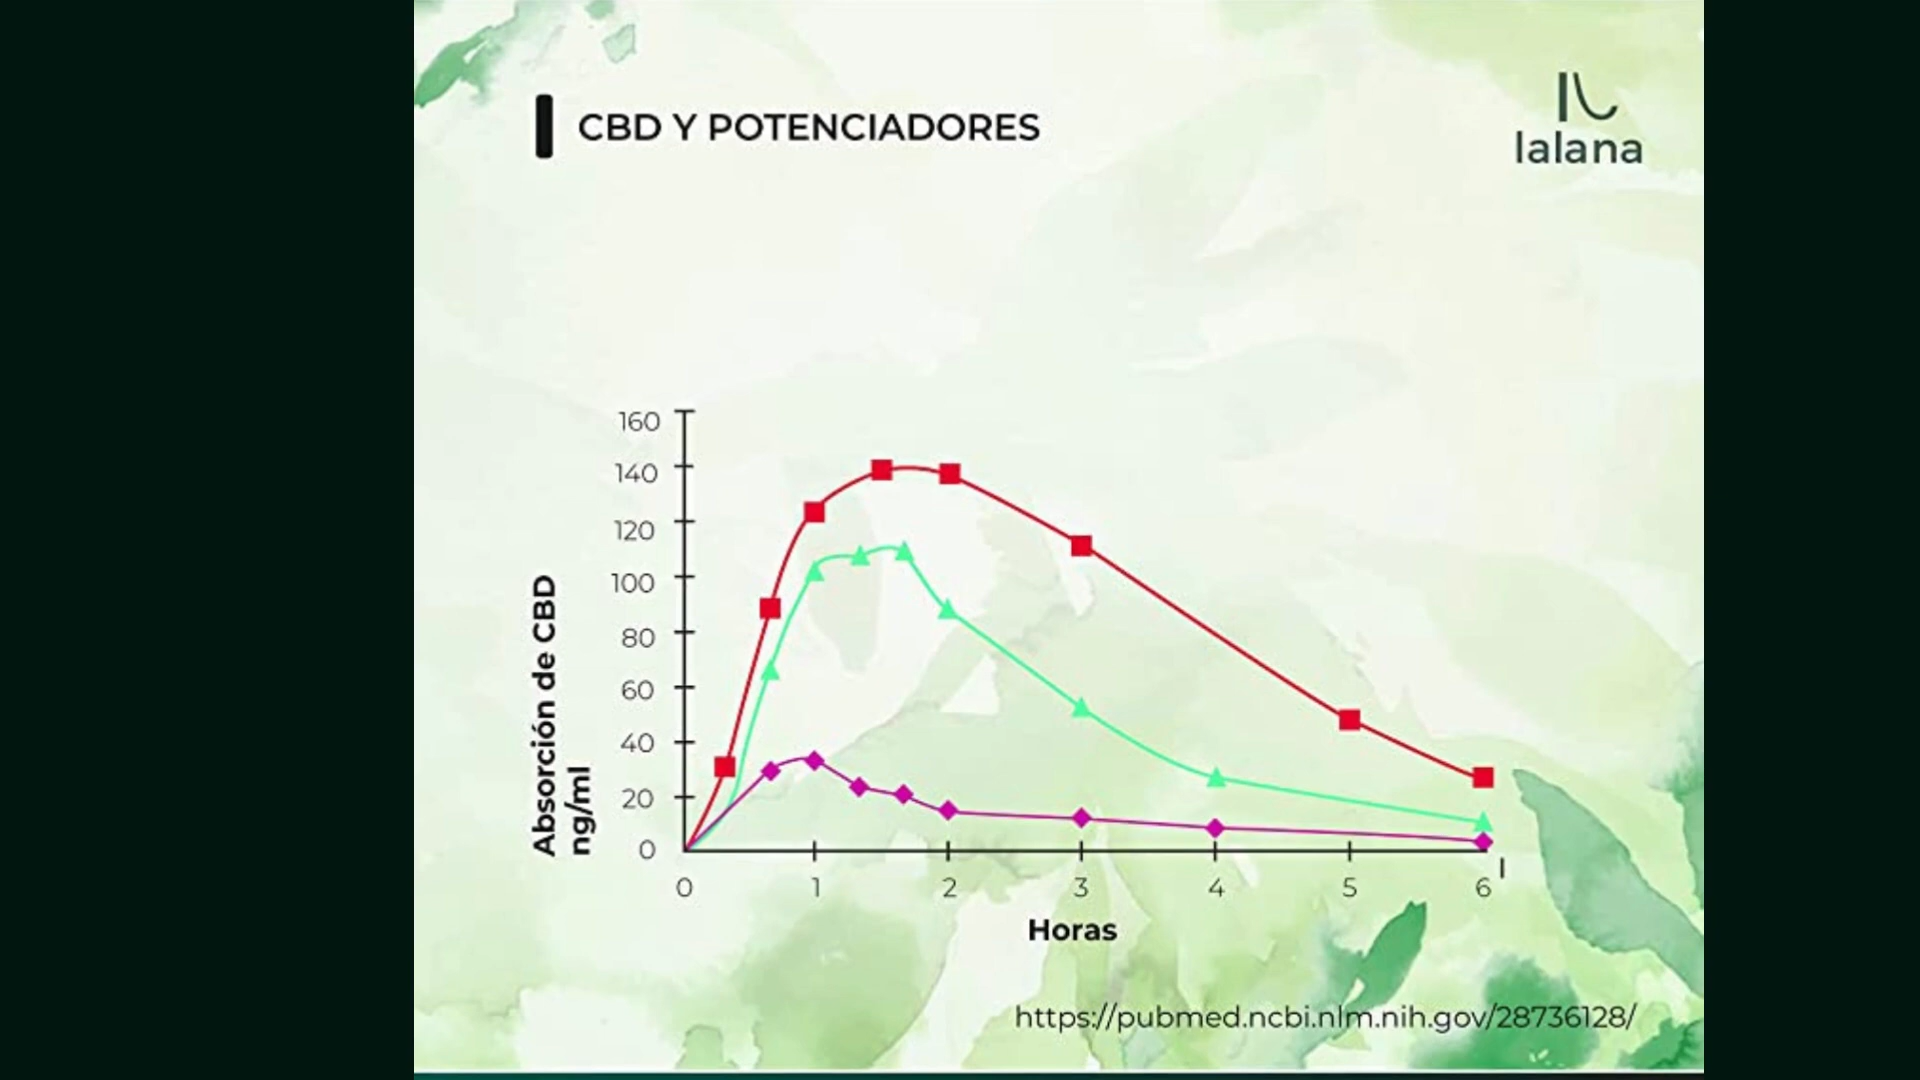 CBD Y POTENCIADORES
lalana
160
140
120
100
80
60
40
20
0
Absorción de CBD
ng/ml
0 1 2 3 4 5 6
Horas
https://pubmed.ncbi.nlm.nih.gov/28736128/